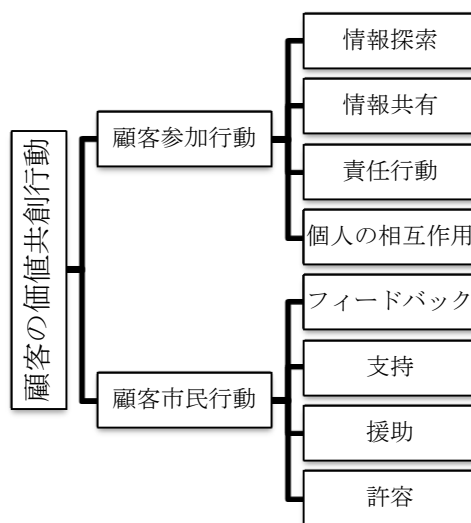 顧客の価値共創行動
顧客参加行動
情報探索
情報共有
責任行動
個人の相互作用
顧客市民行動
フィードバック
支持
援助
許容